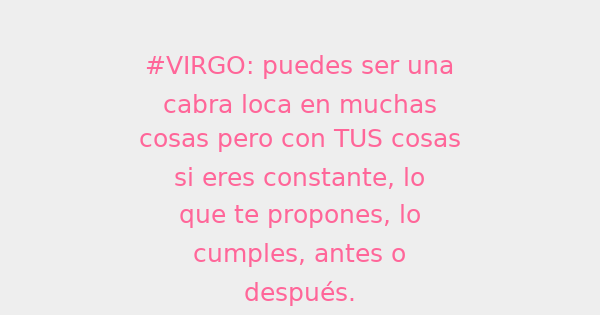 #VIRGO: puedes ser una
cabra loca en muchas
cosas pero con TUS cosas
si eres constante, lo
que te propones, lo
cumples, antes o
después.